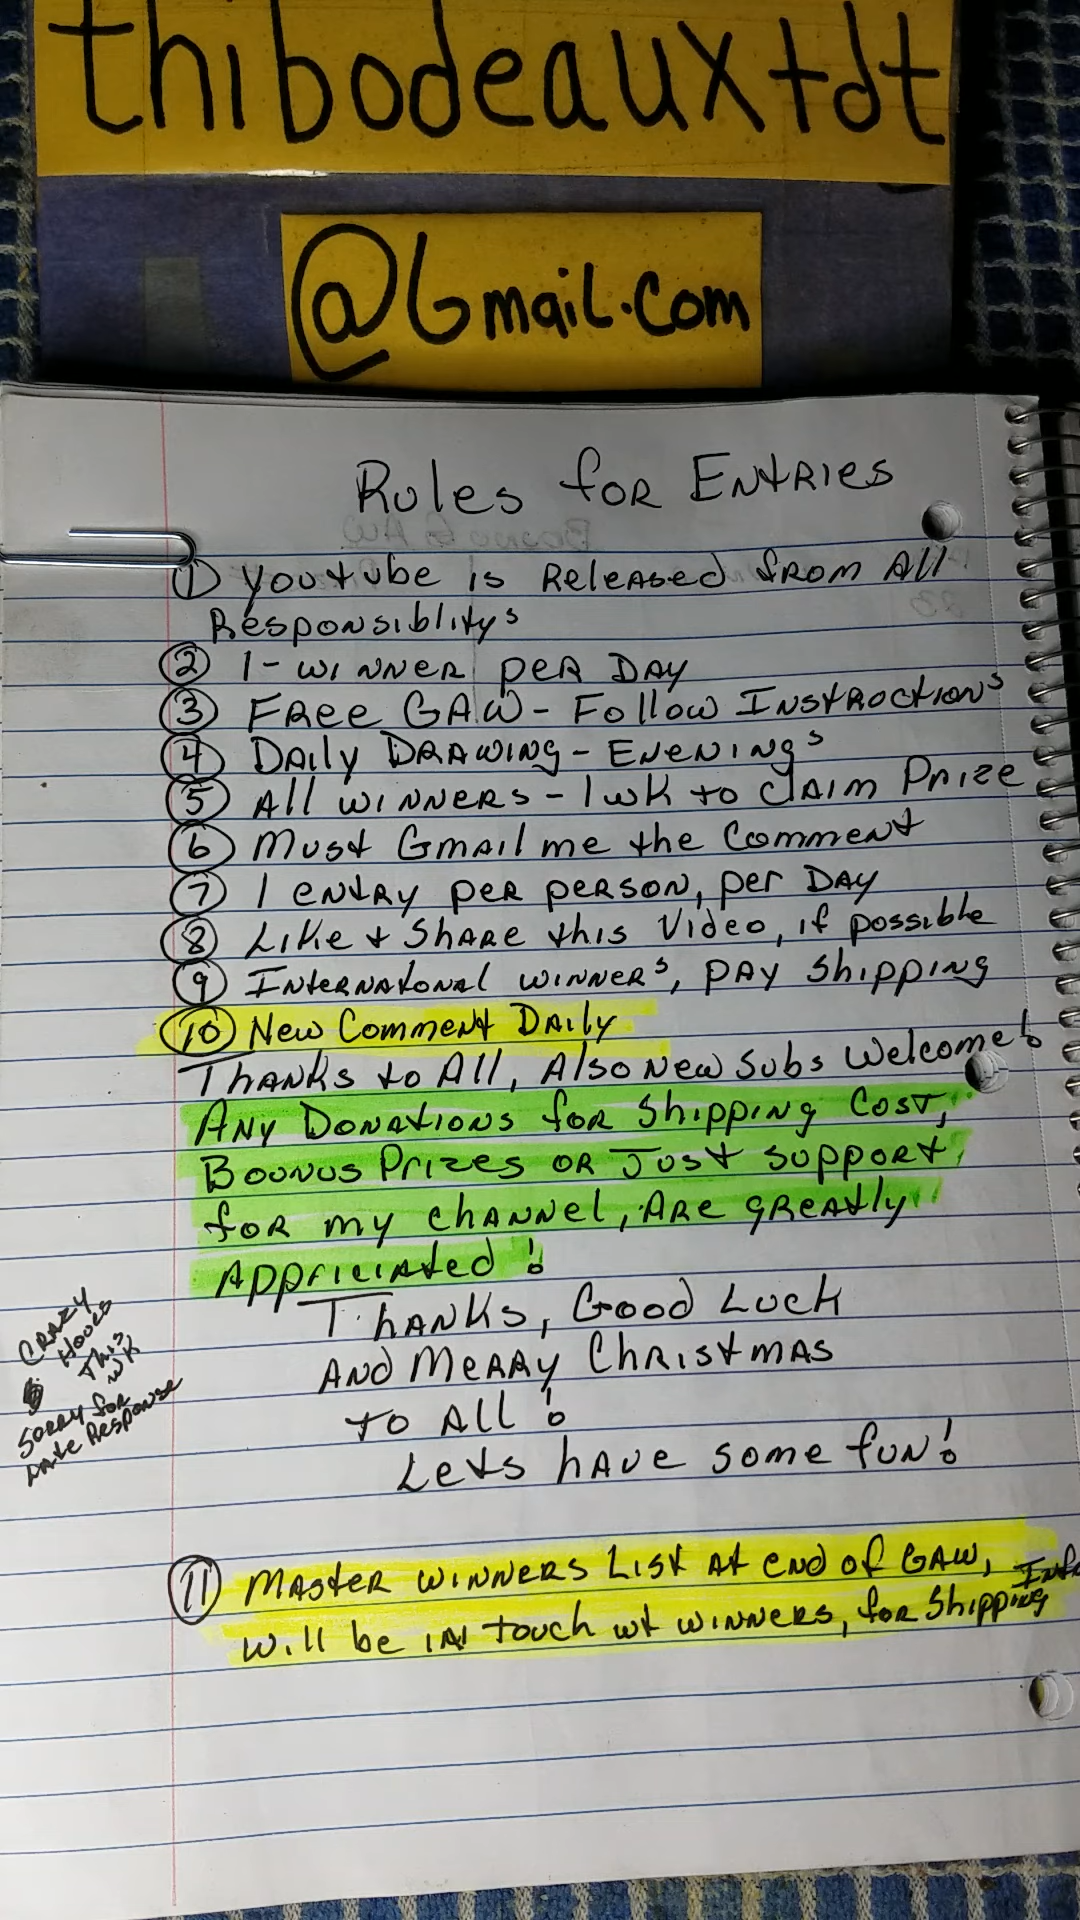 thibodeauxtdt
@Gmail.com
Rules for Entries
① Youtube is Released from All
Responsiblitys
② 1-Winner per Day
③ Free GAW - Follow Instructions
④ Daily Drawing - Evenings
⑤ All winners - 1 wk to Claim Prize
⑥ Must Gmail me the Comment
⑦ 1 entry per person, per Day
⑧ Like + Share this Video, if possible
⑨ Internatonal winners, pay shipping
⑩ New Comment Daily
Thanks to All, Also New Subs Welcome!
Any Donations for Shipping Cost,
Boonus Prizes or Just support
for my channel, Are greatly
Appriciated!
Thanks, Good Luck
And Merry Christmas
to All!
Lets have some fun!
Crazy
Hours
This
wk
Sorry for
Late Response
⑪ Master Winners List At end of GAW,
Will be in touch wt winners, for Shipping